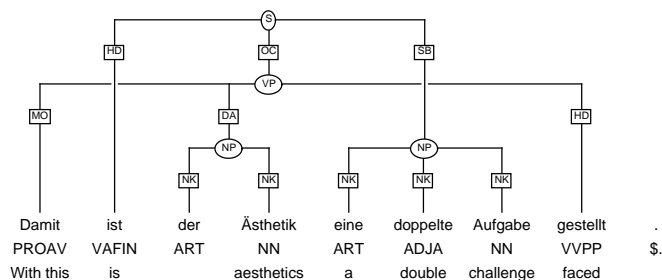 S
HD OC SB
VP
MO DA HD
NP NP
NK NK NK NK NK
Damit ist der Ästhetik eine doppelte Aufgabe gestellt .
PROAV VAFIN ART NN ART ADJA NN VVPP $.
With this is aesthetics a double challenge faced